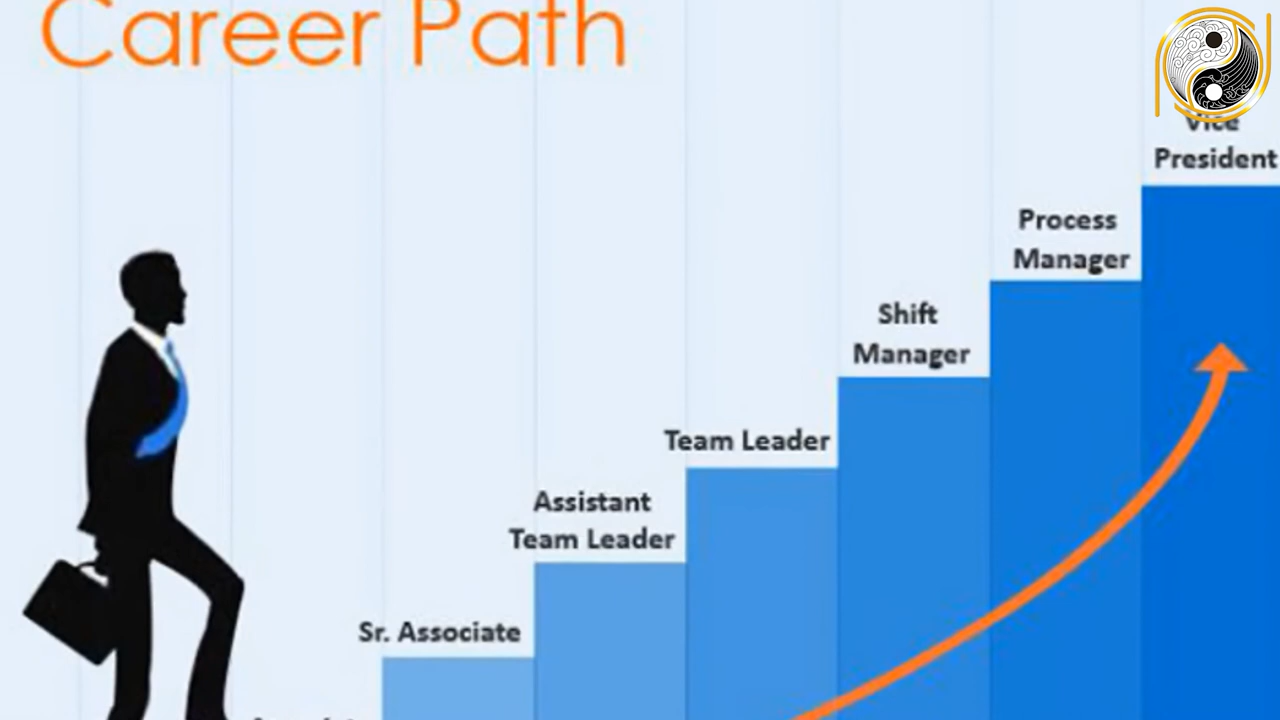 Career Path
Vice
President
Process
Manager
Shift
Manager
Team Leader
Assistant
Team Leader
Sr. Associate